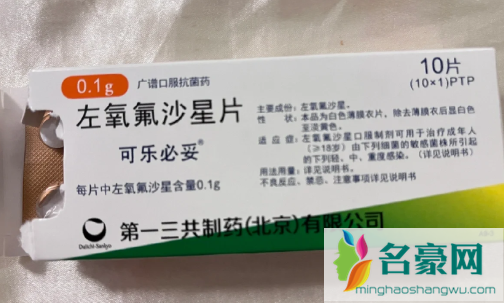 0.1g 广谱口服抗菌药
10片
(10×1)PTP
左氧氟沙星片
可乐必妥®
每片中左氧氟沙星含量0.1g
主要成份：左氧氟沙星。
性 状：本品为白色薄膜衣片，除去薄膜衣后显白色
至淡黄色。
适 应 症：左氧氟沙星口服制剂可用于治疗成年人
(≥18岁)由下列细菌的敏感菌株所引起
的下列轻、中、重度感染。（详见说明书）
用法用量：详见说明书。
不良反应、禁忌、注意事项详见说明书
Daiichi-Sankyo
第一三共制药(北京)有限公司
名豪网
minghaoshangwu.com